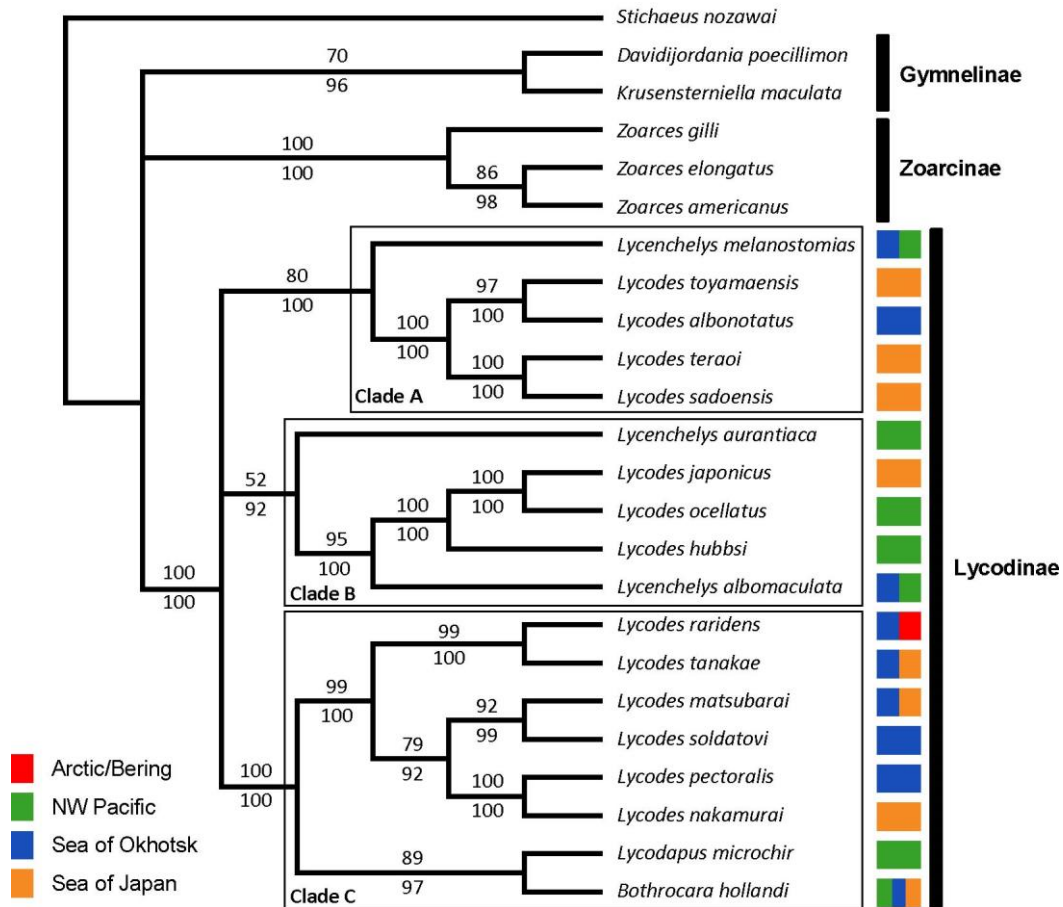 Stichaeus nozawai
70
96
Davidijordania poecillimon
Krusensterniella maculata
Gymnelinae
100
100
Zoarces gilli
86
98
Zoarces elongatus
Zoarces americanus
Zoarcinae
80
100
Lycenchelys melanostomias
100
100
97
100
Lycodes toyamaensis
Lycodes albonotatus
100
100
Lycodes teraoi
Lycodes sadoensis
Clade A
52
92
Lycenchelys aurantiaca
95
100
100
100
100
100
Lycodes japonicus
Lycodes ocellatus
Lycodes hubbsi
Lycenchelys albomaculata
Clade B
100
100
Lycodinae
99
100
99
100
Lycodes raridens
Lycodes tanakae
79
92
92
99
Lycodes matsubarai
Lycodes soldatovi
100
100
Lycodes pectoralis
Lycodes nakamurai
100
100
89
97
Lycodapus microchir
Bothrocara hollandi
Clade C
Arctic/Bering
NW Pacific
Sea of Okhotsk
Sea of Japan